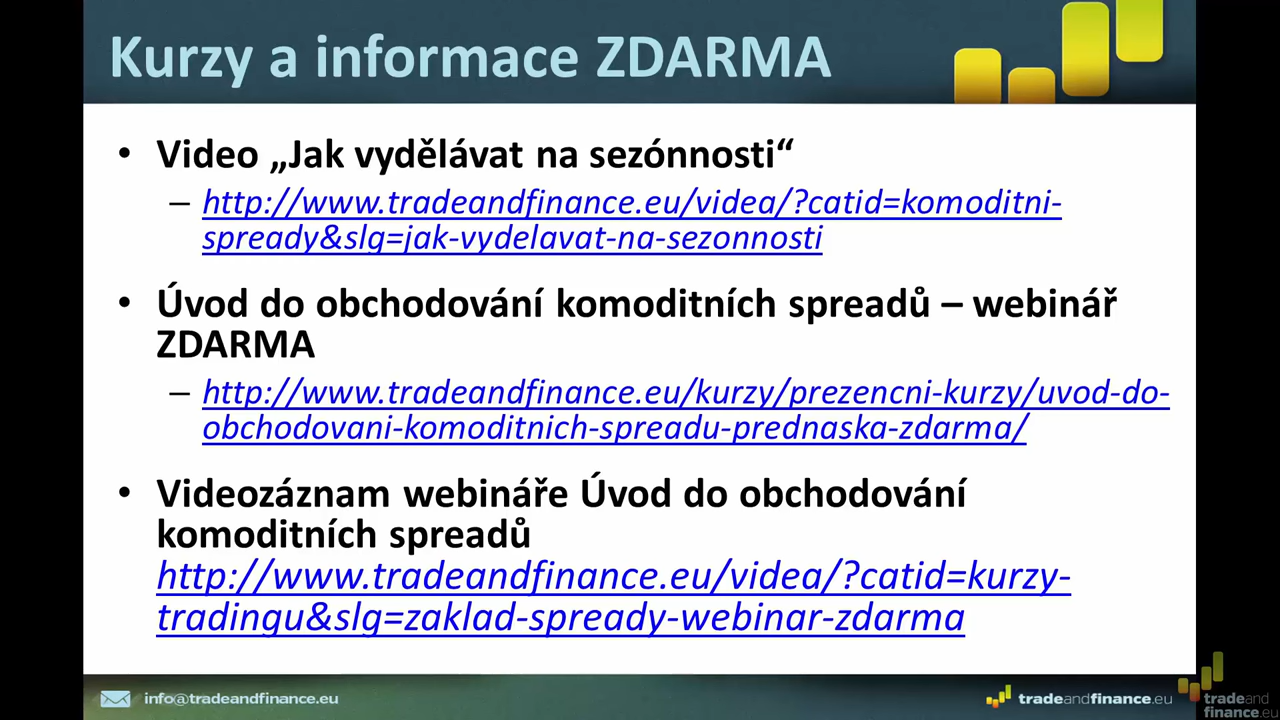 Kurzy a informace ZDARMA
• Video „Jak vydělávat na sezónnosti“
– http://www.tradeandfinance.eu/videa/?catid=komoditni-
spready&slg=jak-vydelavat-na-sezonnosti
• Úvod do obchodování komoditních spreadů – webinář
ZDARMA
– http://www.tradeandfinance.eu/kurzy/prezencni-kurzy/uvod-do-
obchodovani-komoditnich-spreadu-prednaska-zdarma/
• Videozáznam webináře Úvod do obchodování
komoditních spreadů
http://www.tradeandfinance.eu/videa/?catid=kurzy-
tradingu&slg=zaklad-spready-webinar-zdarma
info@tradeandfinance.eu
tradeandfinance.eu
tradeand
finance.eu